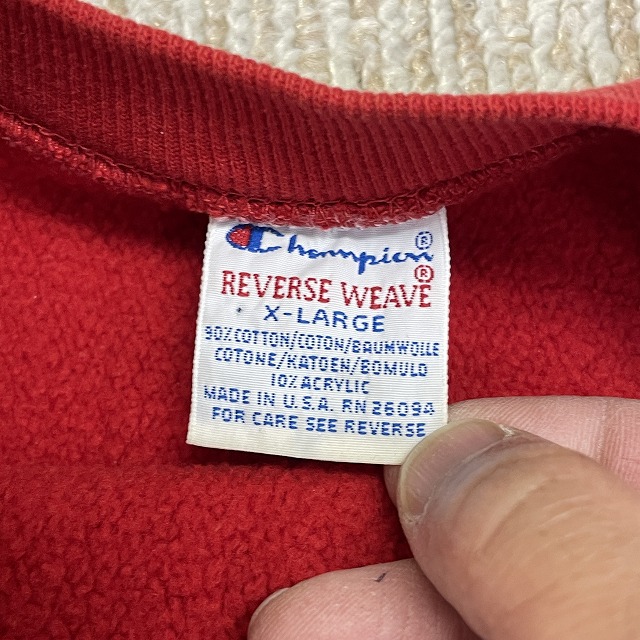 Champion®
REVERSE WEAVE®
X-LARGE
90% COTTON/COTON/BAUMWOLLE
COTONE/KATOEN/BOMULD
10% ACRYLIC
MADE IN U.S.A. RN 26094
FOR CARE SEE REVERSE